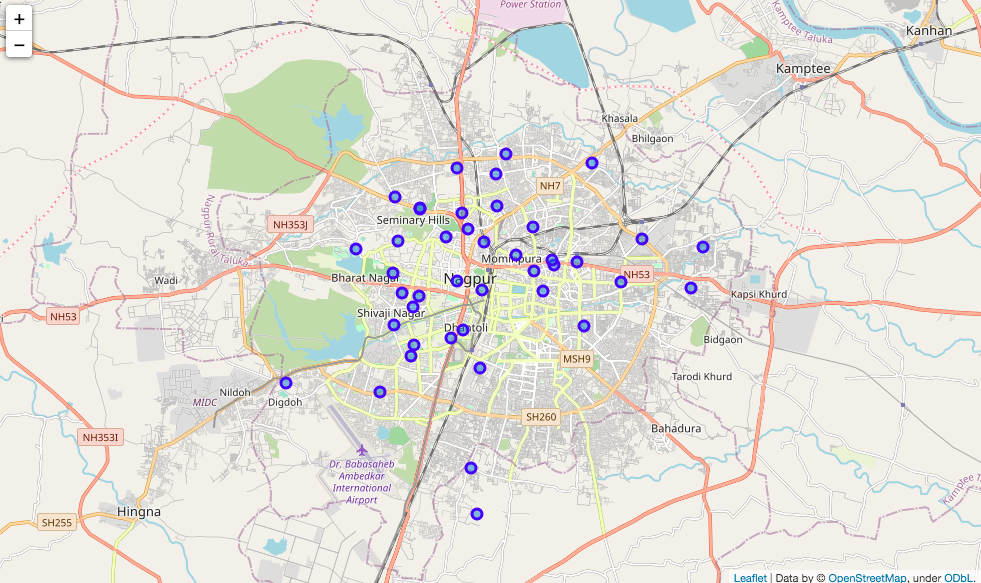 +
−
Power Station
Kamptee Taluka
Kanhan
Kamptee
Khasala
Bhilgaon
NH7
Nagpur Rural Taluka
NH353J
Seminary Hills
Wadi
Mominpura
Bharat Nagar
Nagpur
NH53
Kapsi Khurd
NH53
Shivaji Nagar
Dhantoli
Bidgaon
MSH9
Tarodi Khurd
Nildoh
MIDC
Digdoh
SH260
Bahadura
NH353I
Dr. Babasaheb
Ambedkar
International
Airport
Kamptee T
Hingna
SH255
Leaflet | Data by © OpenStreetMap, under ODbL.